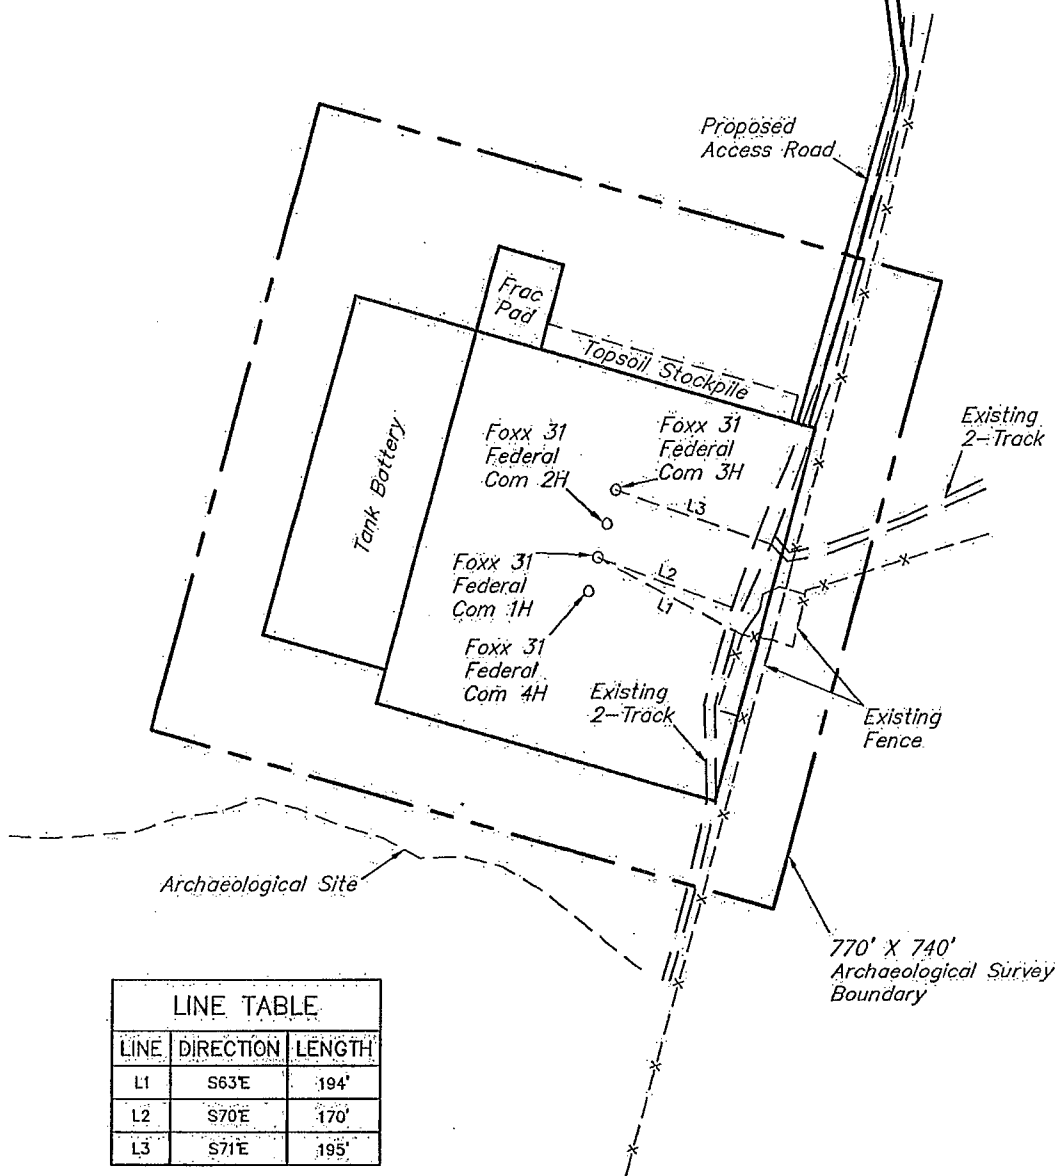 Proposed
Access Road
Frac
Pad
Topsoil Stockpile
Tank Battery
Foxx 31
Federal
Com 2H
Foxx 31
Federal
Com 3H
L3
Existing
2-Track
Foxx 31
Federal
Com 1H
L2
L1
Foxx 31
Federal
Com 4H
Existing
2-Track
Existing
Fence
Archaeological Site
770' X 740'
Archaeological Survey
Boundary
LINE TABLE
LINE DIRECTION LENGTH
L1 S63°E 194'
L2 S70°E 170'
L3 S71°E 195'